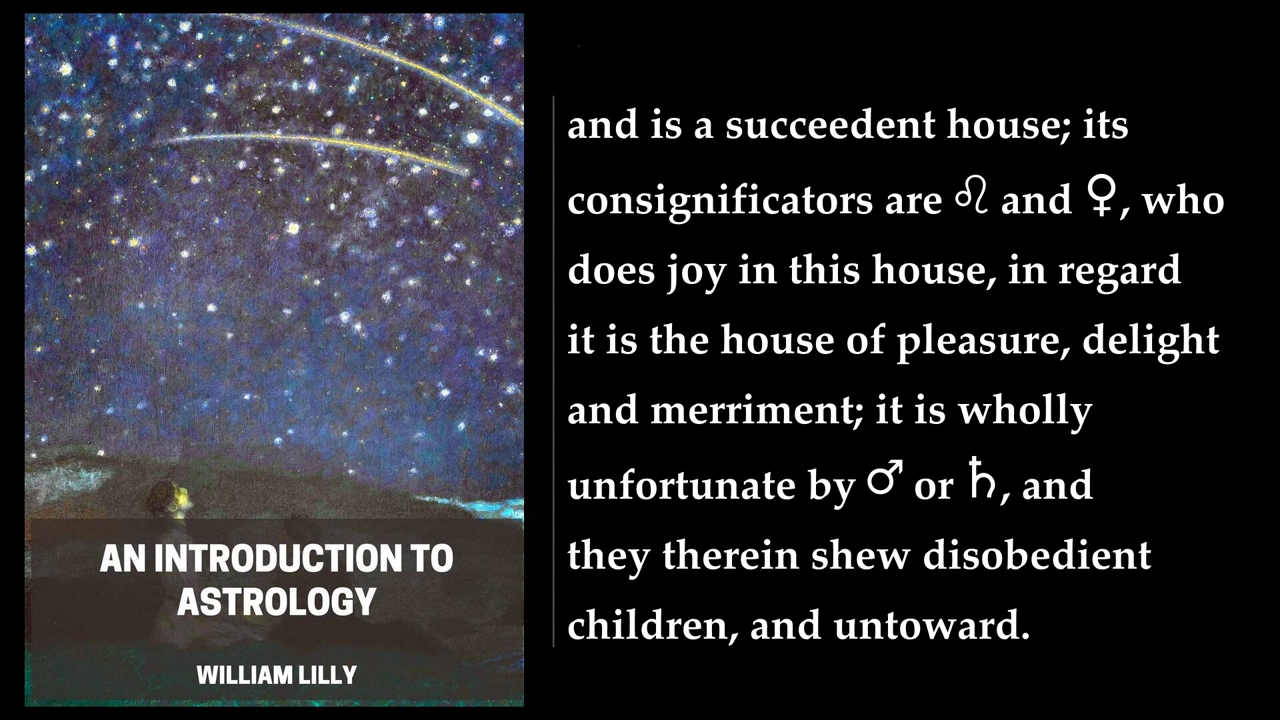 AN INTRODUCTION TO
ASTROLOGY
WILLIAM LILLY
and is a succeedent house; its
consignificators are ♌ and ♀, who
does joy in this house, in regard
it is the house of pleasure, delight
and merriment; it is wholly
unfortunate by ♂ or ♄, and
they therein shew disobedient
children, and untoward.